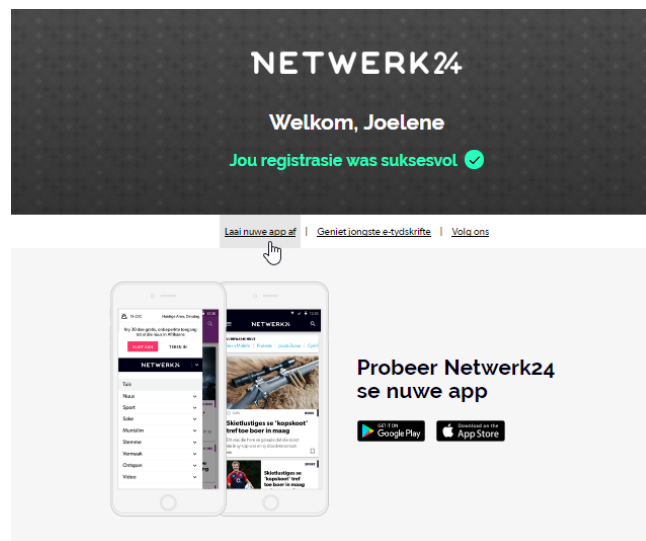 NETWERK24
Welkom, Joelene
Jou registrasie was suksesvol
Laai nuwe app af | Geniet jongste e-tydskrifte | Volg ons
NETWERK24
Tuis
Nuus
Sport
Sake
Stemme
Vermaak
Video
NETWERK24
Skietlustiges se 'kopskoot'
tref toe boer in maag
Skietlustiges se
'kopskoot' tref
toe boer in maag
Probeer Netwerk24
se nuwe app
GET IT ON
Google Play
Download on the
App Store